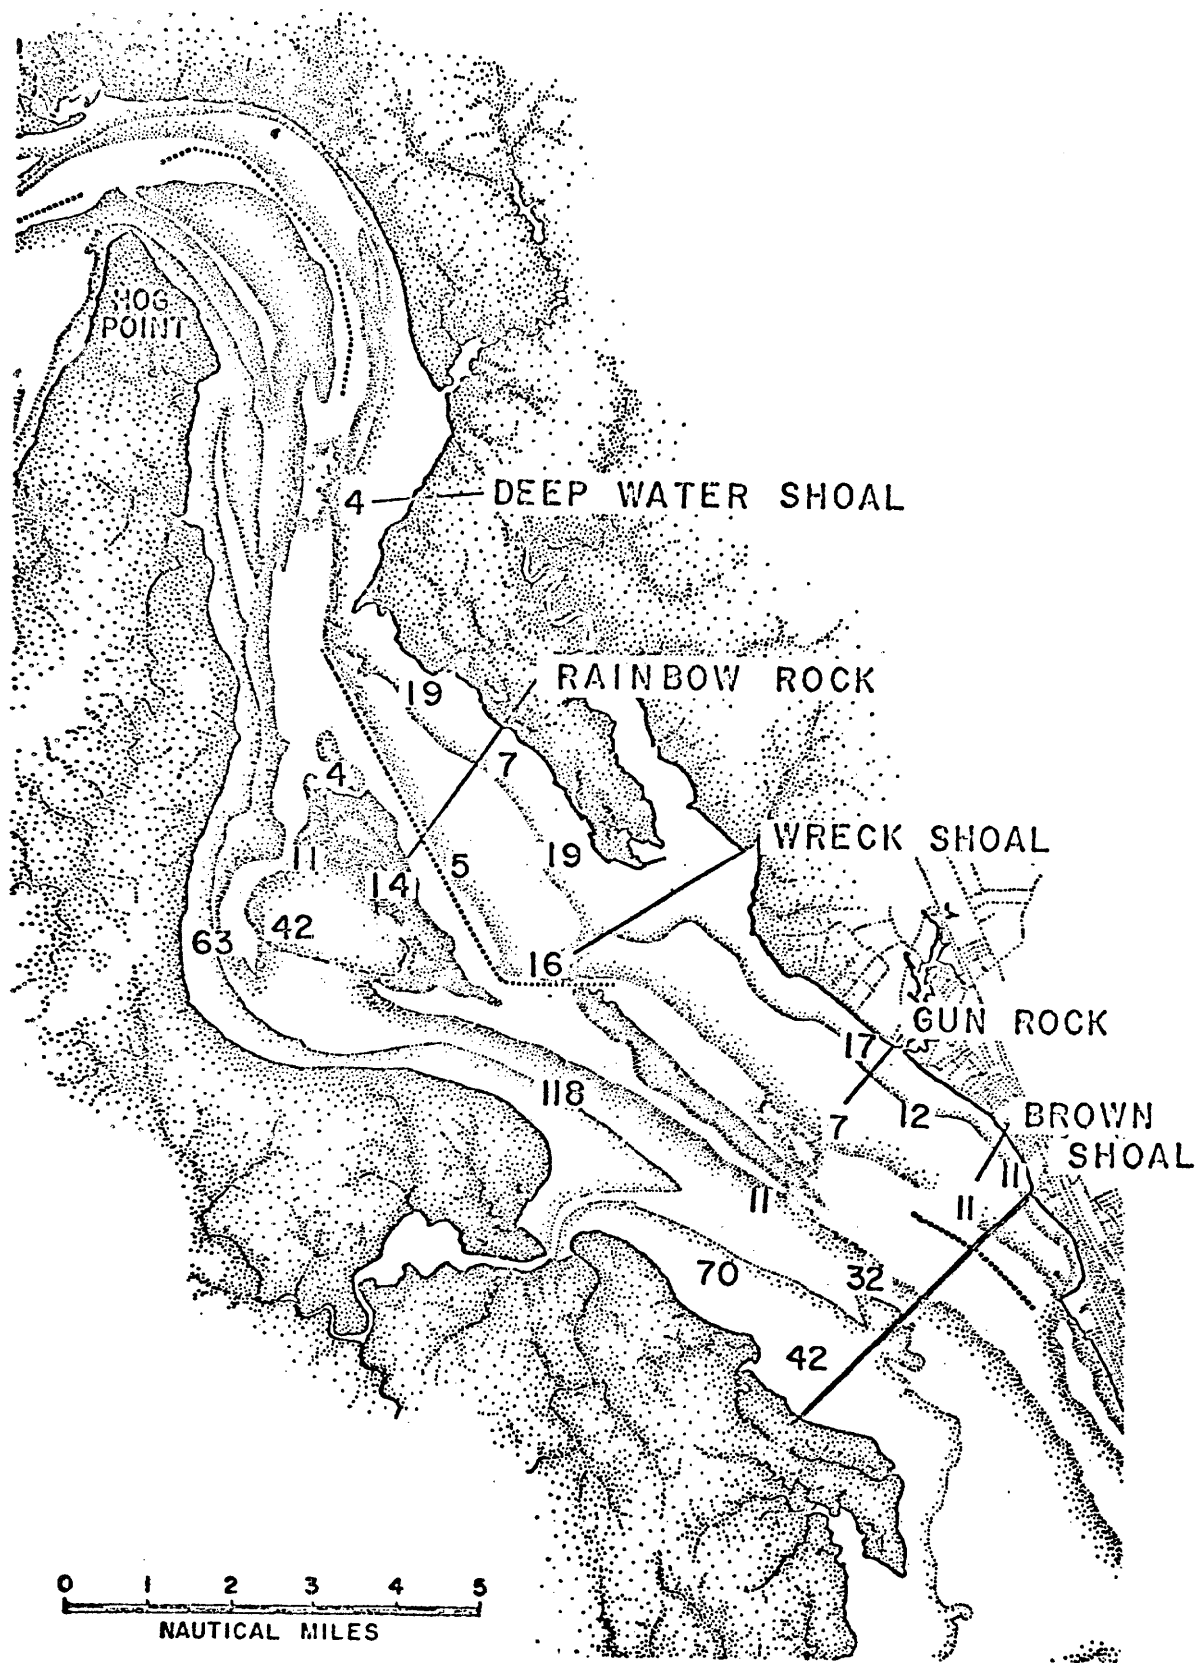 HOG
POINT
4
DEEP WATER SHOAL
RAINBOW ROCK
19
7
4
WRECK SHOAL
11
19
5
14
42
63
16
GUN ROCK
17
118
12
7
BROWN
SHOAL
11
11
11
70
32
42
0 1 2 3 4 5
NAUTICAL MILES